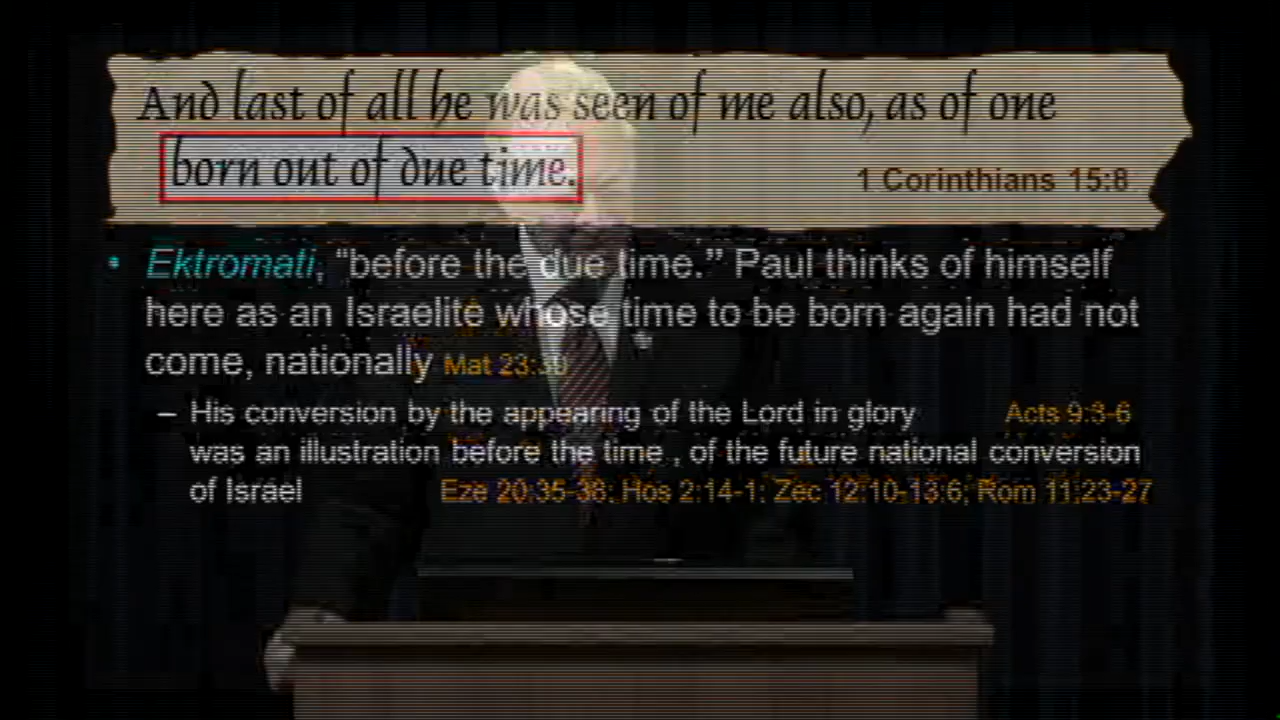 And last of all he was seen of me also, as of one
born out of due time.
1 Corinthians 15:8
• Ektromati, “before the due time.” Paul thinks of himself
here as an Israelite whose time to be born again had not
come, nationally Mat 23:39
– His conversion by the appearing of the Lord in glory Acts 9:3-6
was an illustration before the time , of the future national conversion
of Israel Eze 20:35-38; Hos 2:14-1; Zec 12:10-13:6; Rom 11:23-27